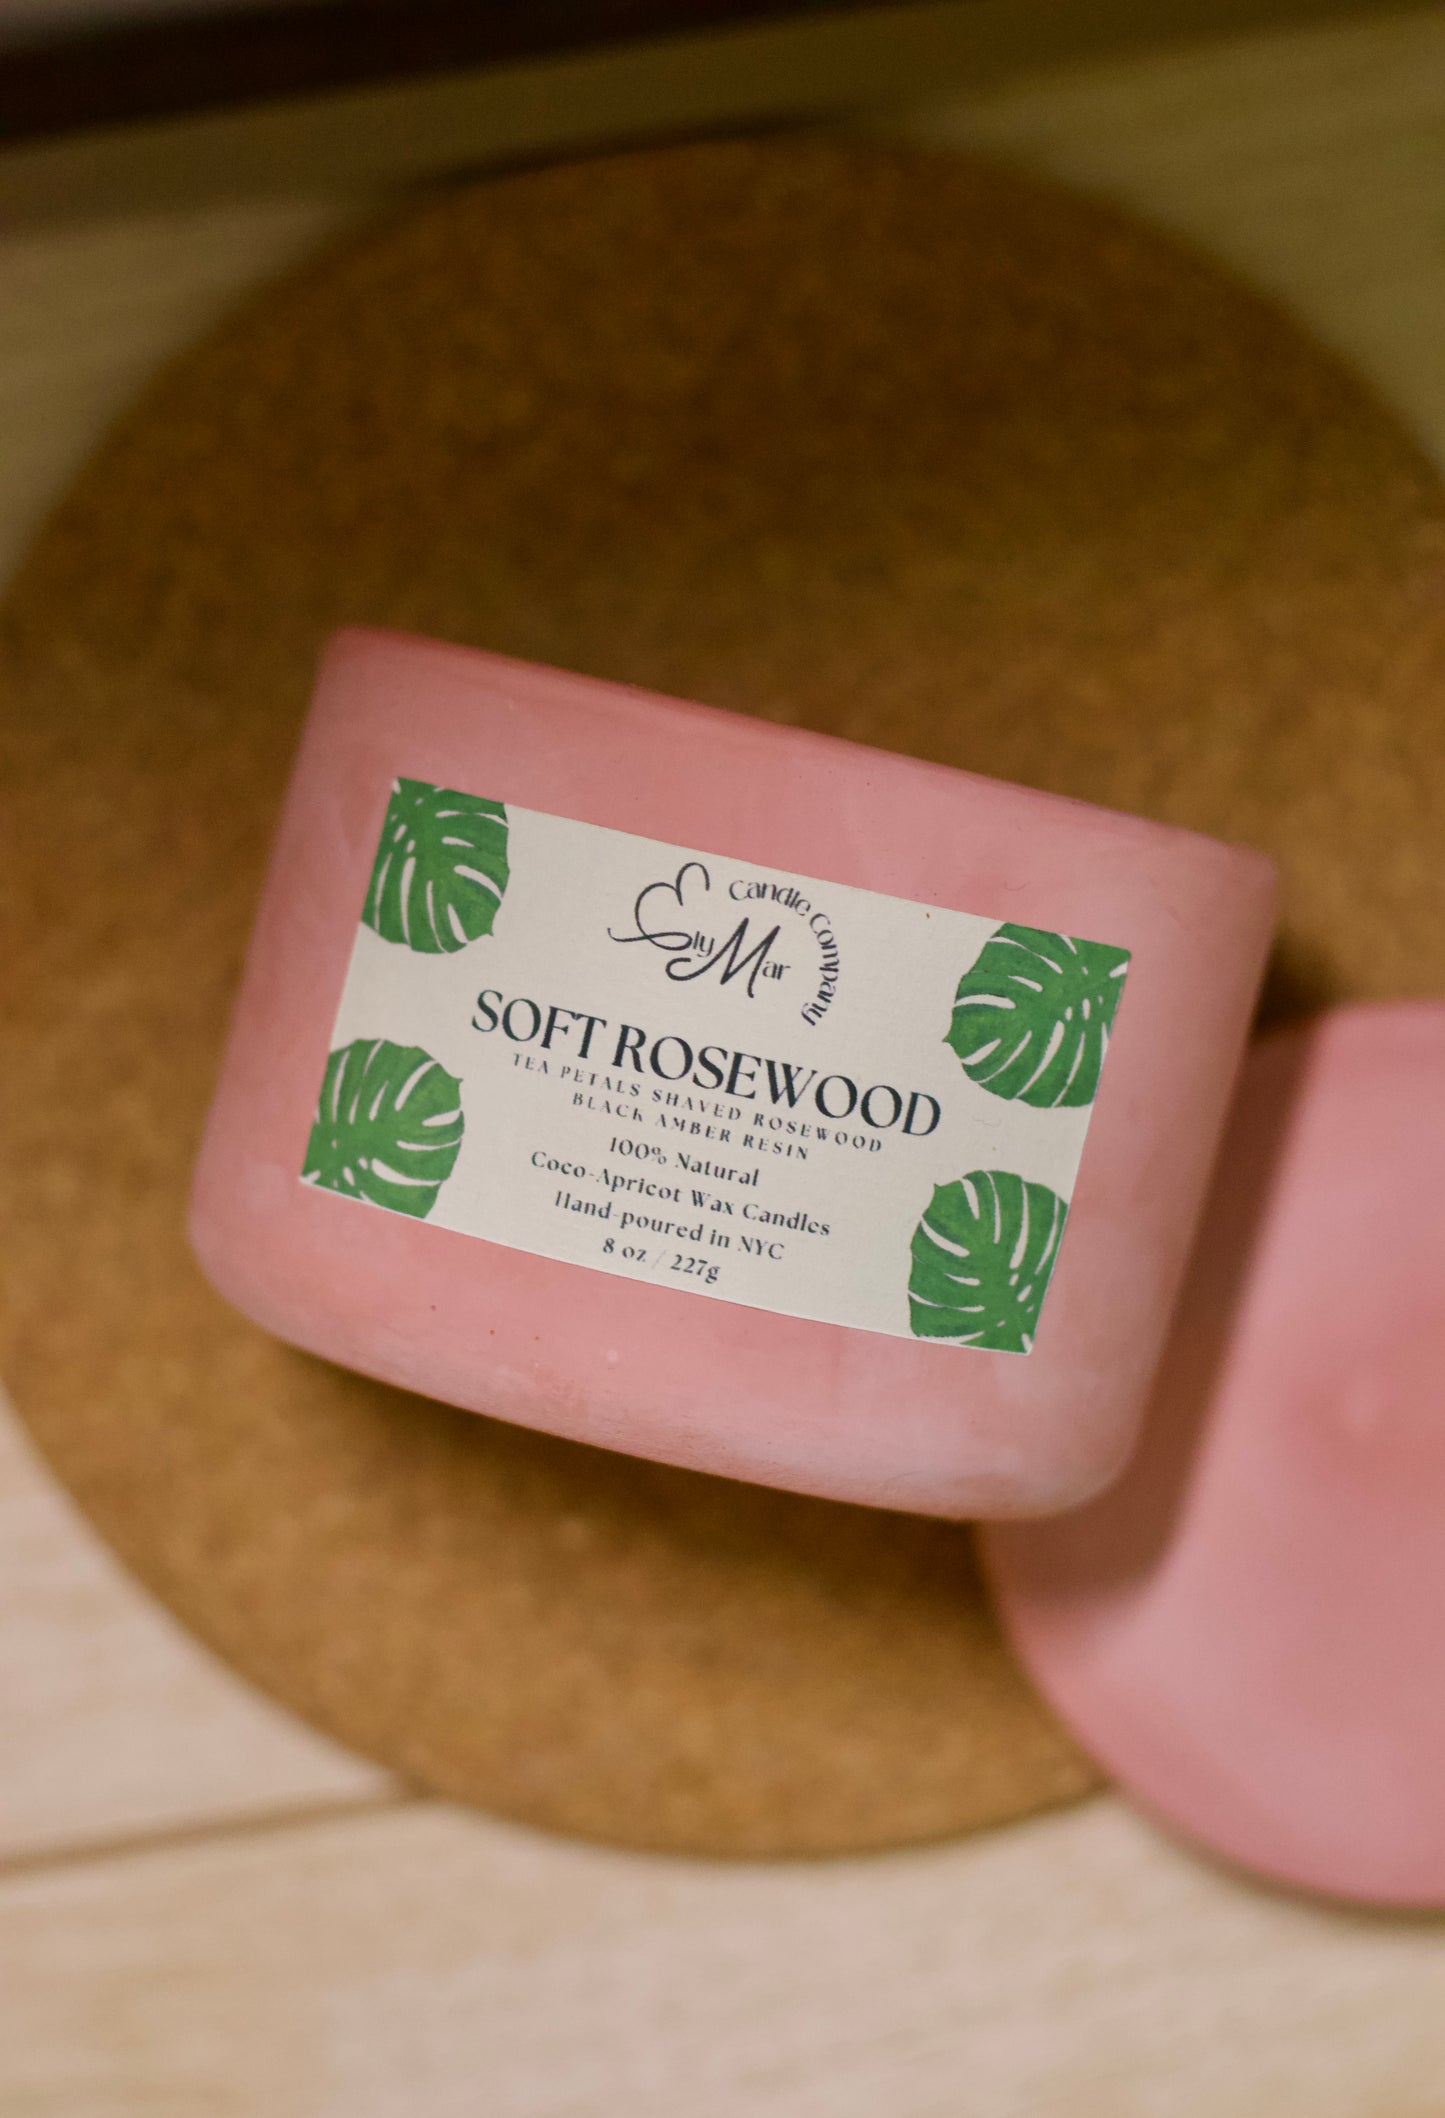 Candle Company
ElyMar
SOFT ROSEWOOD
TEA PETALS SHAVED ROSEWOOD
BLACK AMBER RESIN
100% Natural
Coco-Apricot Wax Candles
Hand-poured in NYC
8 oz / 227g